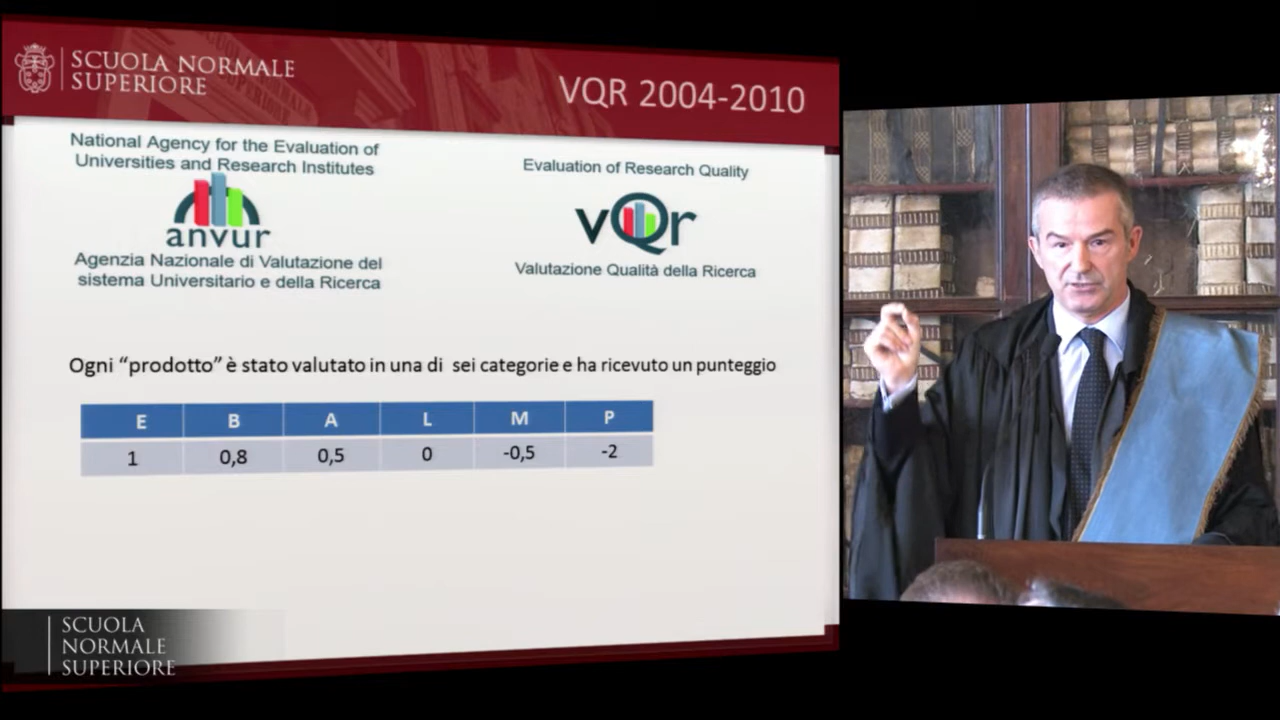 SCUOLA NORMALE
SUPERIORE
VQR 2004-2010
National Agency for the Evaluation of
Universities and Research Institutes
anvur
Agenzia Nazionale di Valutazione del
sistema Universitario e della Ricerca
Evaluation of Research Quality
vQr
Valutazione Qualità della Ricerca
Ogni “prodotto” è stato valutato in una di sei categorie e ha ricevuto un punteggio
E B A L M P
1 0,8 0,5 0 -0,5 -2
SCUOLA
NORMALE
SUPERIORE